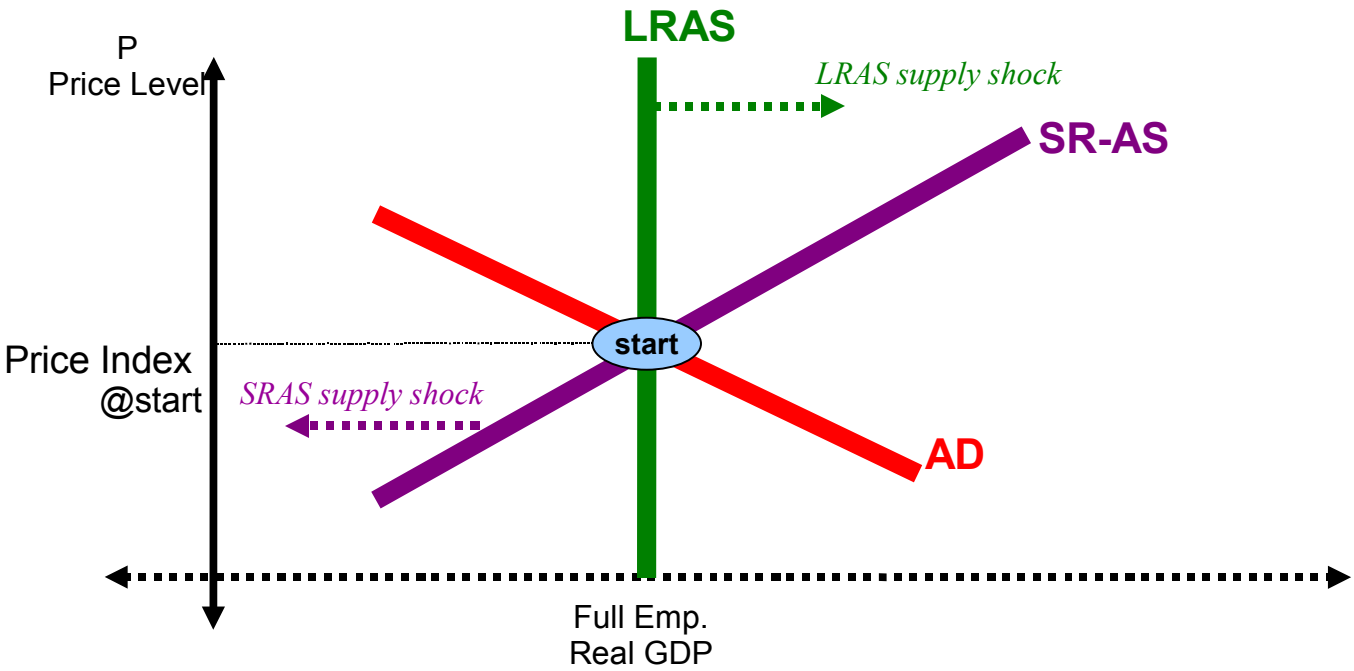 LRAS
P
Price Level
LRAS supply shock
SR-AS
start
Price Index
@start
SRAS supply shock
AD
Full Emp.
Real GDP